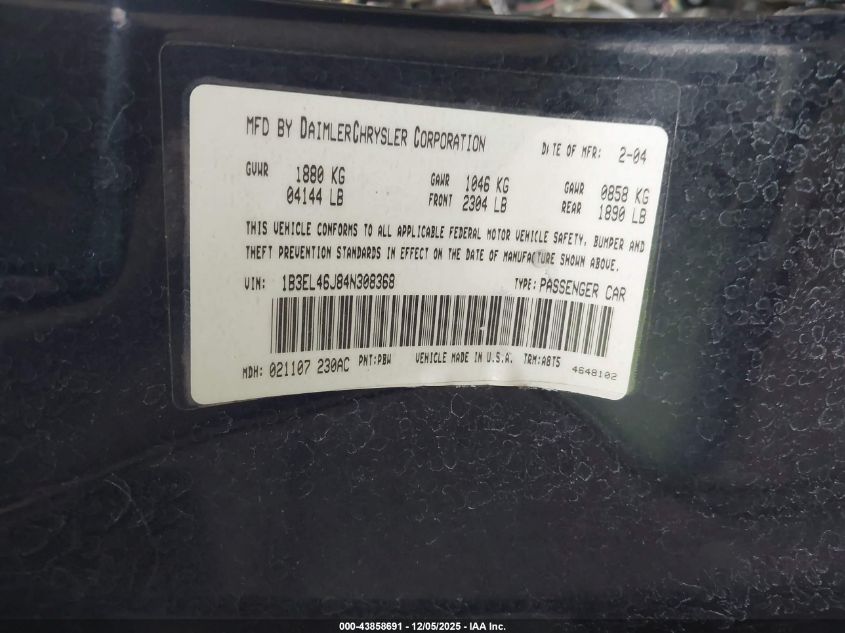 MFD BY DAIMLERCHRYSLER CORPORATION DATE OF MFR: 2-04
GVWR 1880 KG GAWR 1046 KG GAWR 0858 KG
04144 LB FRONT 2304 LB REAR 1890 LB
THIS VEHICLE CONFORMS TO ALL APPLICABLE FEDERAL MOTOR VEHICLE SAFETY, BUMPER AND
THEFT PREVENTION STANDARDS IN EFFECT ON THE DATE OF MANUFACTURE SHOWN ABOVE.
VIN: 1B3EL46J84N308368 TYPE: PASSENGER CAR
MDH: 021107 230AC PNT: PBW VEHICLE MADE IN U.S.A. TRM: A8T5 4648102
000-43858691 - 12/05/2025 - IAA Inc.